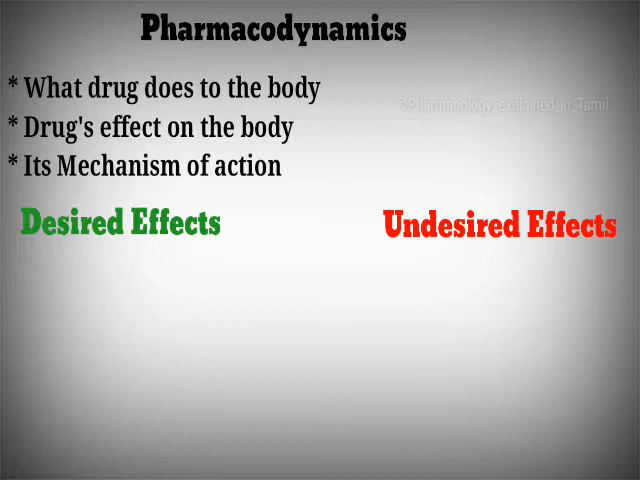 Pharmacodynamics
* What drug does to the body
©Pharmacology_explained_in_Tamil
* Drug's effect on the body
* Its Mechanism of action
Desired Effects
Undesired Effects